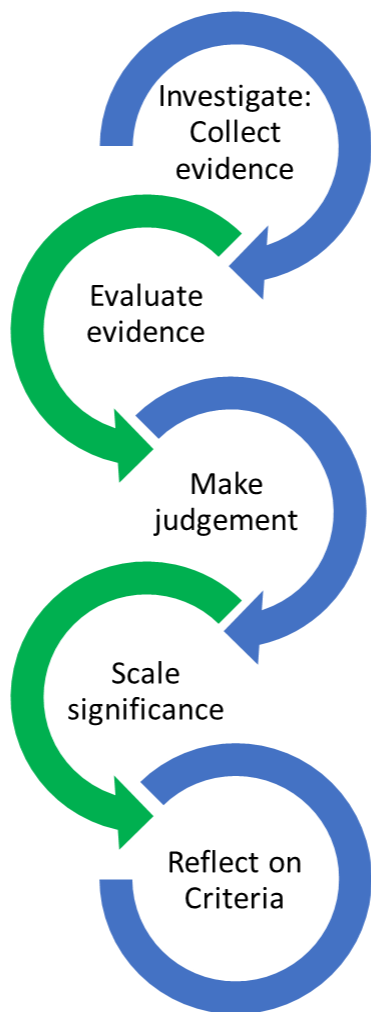 Investigate:
Collect
evidence
Evaluate
evidence
Make
judgement
Scale
significance
Reflect on
Criteria